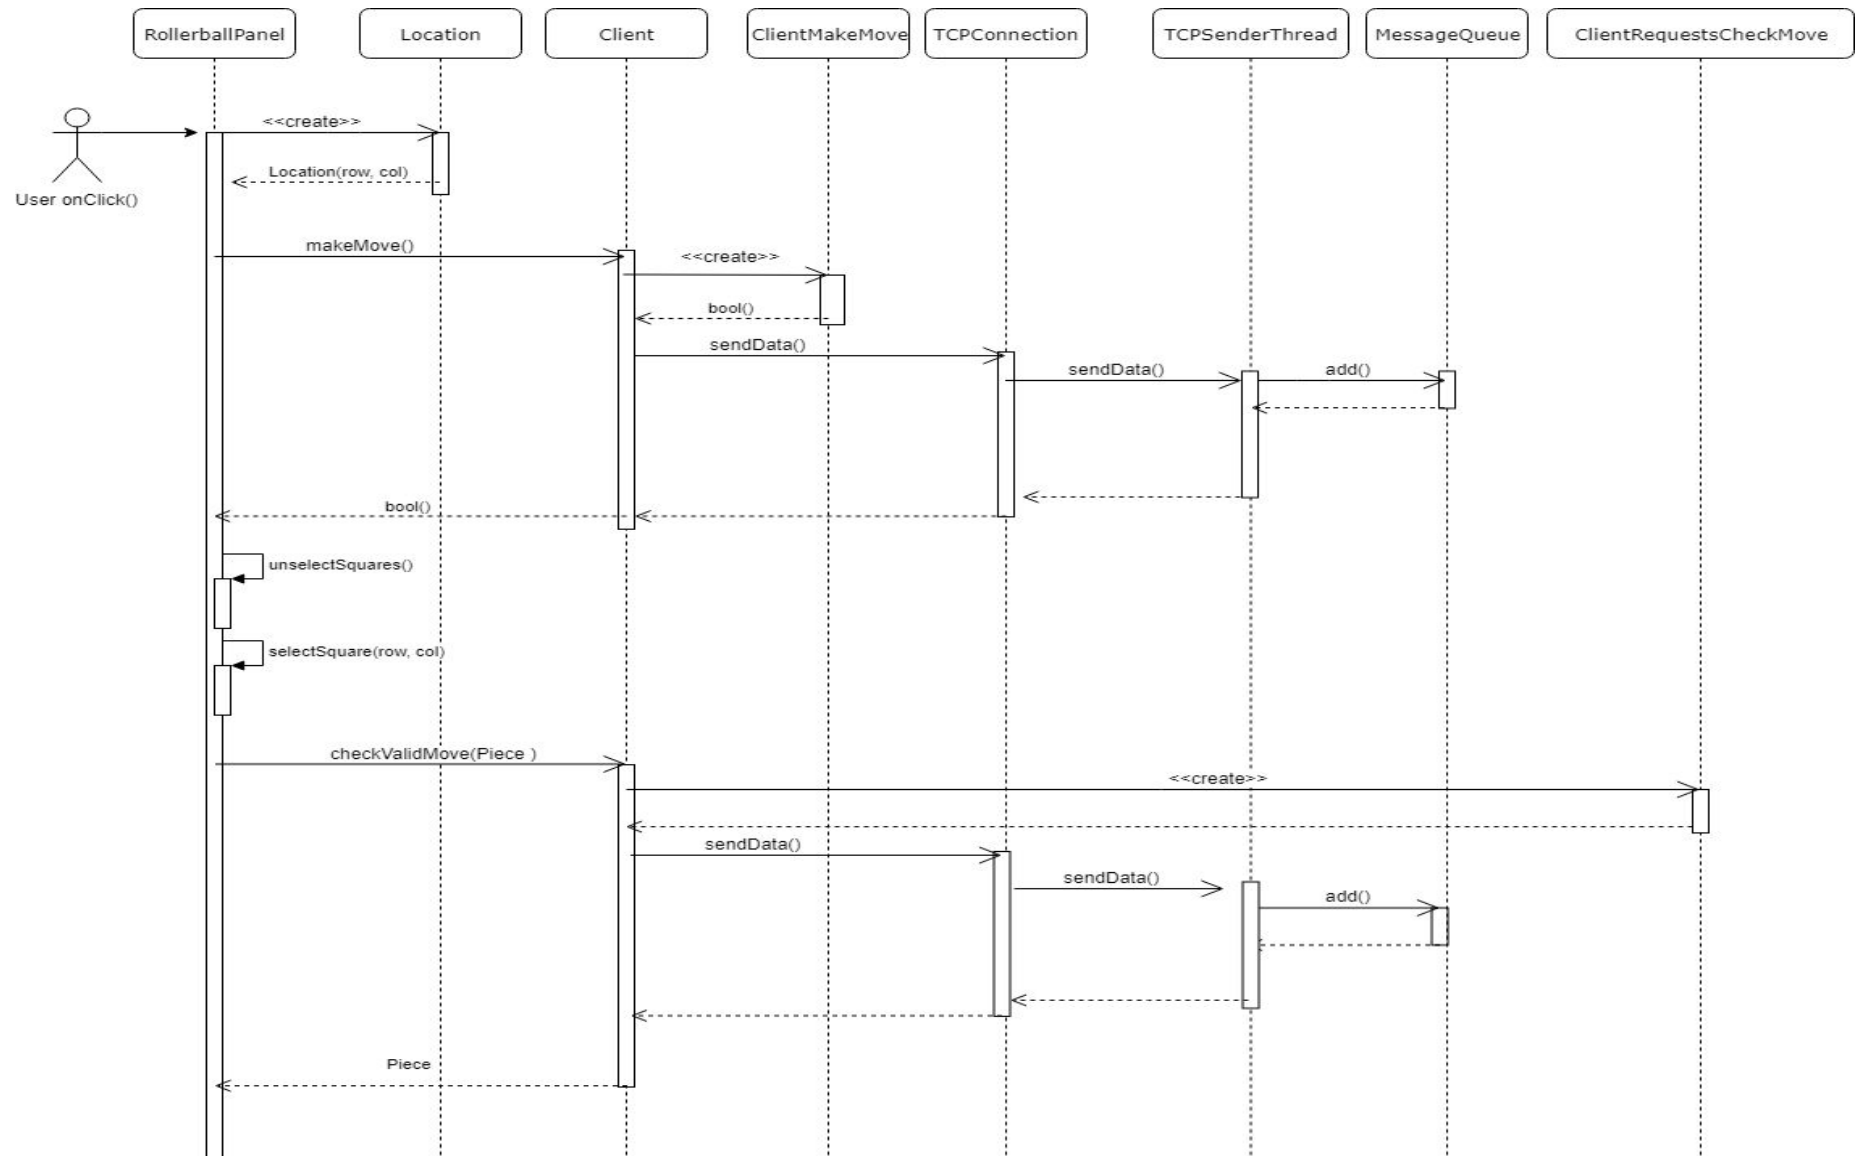 RollerballPanel
Location
Client
ClientMakeMove
TCPConnection
TCPSenderThread
MessageQueue
ClientRequestsCheckMove
<<create>>
Location(row, col)
User onClick()
makeMove()
<<create>>
bool()
sendData()
sendData()
add()
bool()
unselectSquares()
selectSquare(row, col)
checkValidMove(Piece )
<<create>>
sendData()
sendData()
add()
Piece